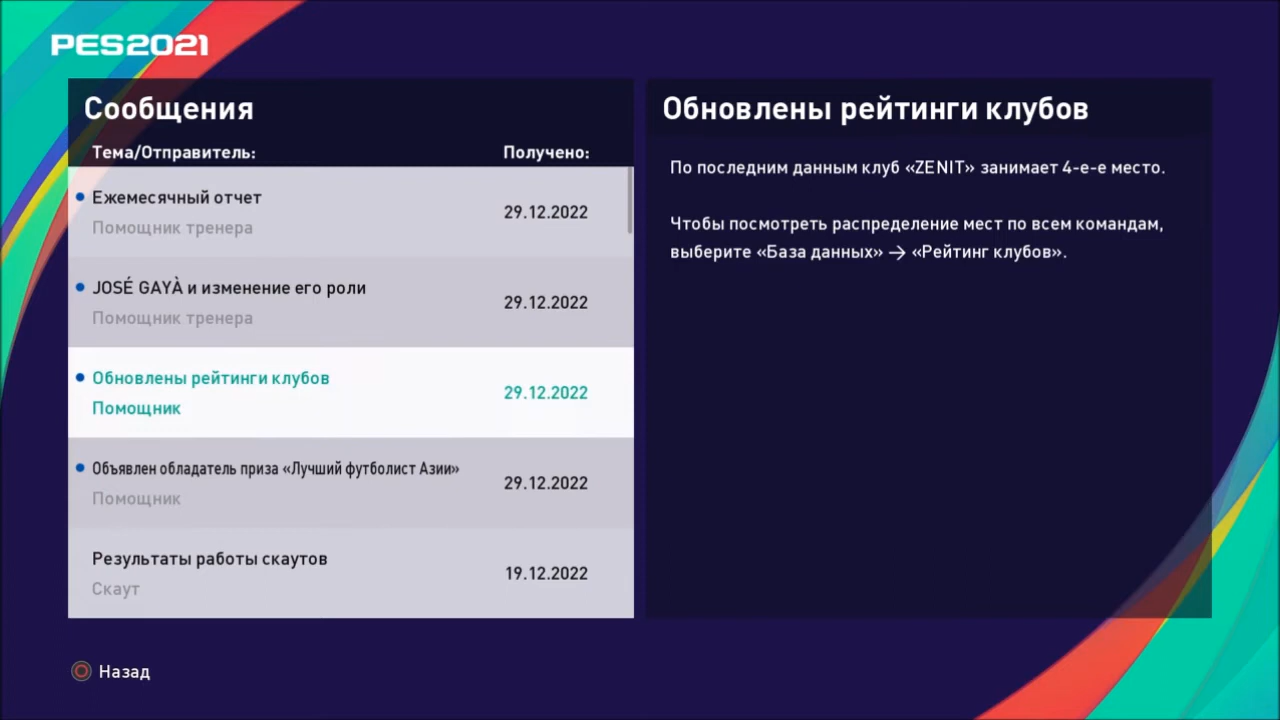 PES2021
Сообщения
Тема/Отправитель:
Получено:
Ежемесячный отчет
Помощник тренера
29.12.2022
JOSÉ GAYÀ и изменение его роли
Помощник тренера
29.12.2022
Обновлены рейтинги клубов
Помощник
29.12.2022
Объявлен обладатель приза «Лучший футболист Азии»
Помощник
29.12.2022
Результаты работы скаутов
Скаут
19.12.2022
Обновлены рейтинги клубов
По последним данным клуб «ZENIT» занимает 4-е-е место.
Чтобы посмотреть распределение мест по всем командам,
выберите «База данных» → «Рейтинг клубов».
Назад